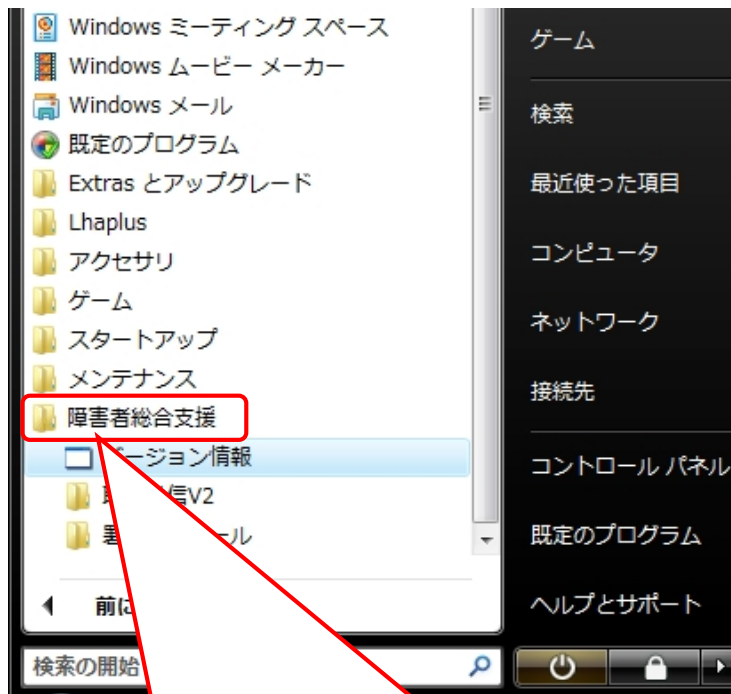 Windows ミーティング スペース
Windows ムービー メーカー
Windows メール
既定のプログラム
Extras とアップグレード
Lhaplus
アクセサリ
ゲーム
スタートアップ
メンテナンス
障害者総合支援
ージョン情報
信V2
ール
前に
検索の開始
ゲーム
検索
最近使った項目
コンピュータ
ネットワーク
接続先
コントロール パネル
既定のプログラム
ヘルプとサポート